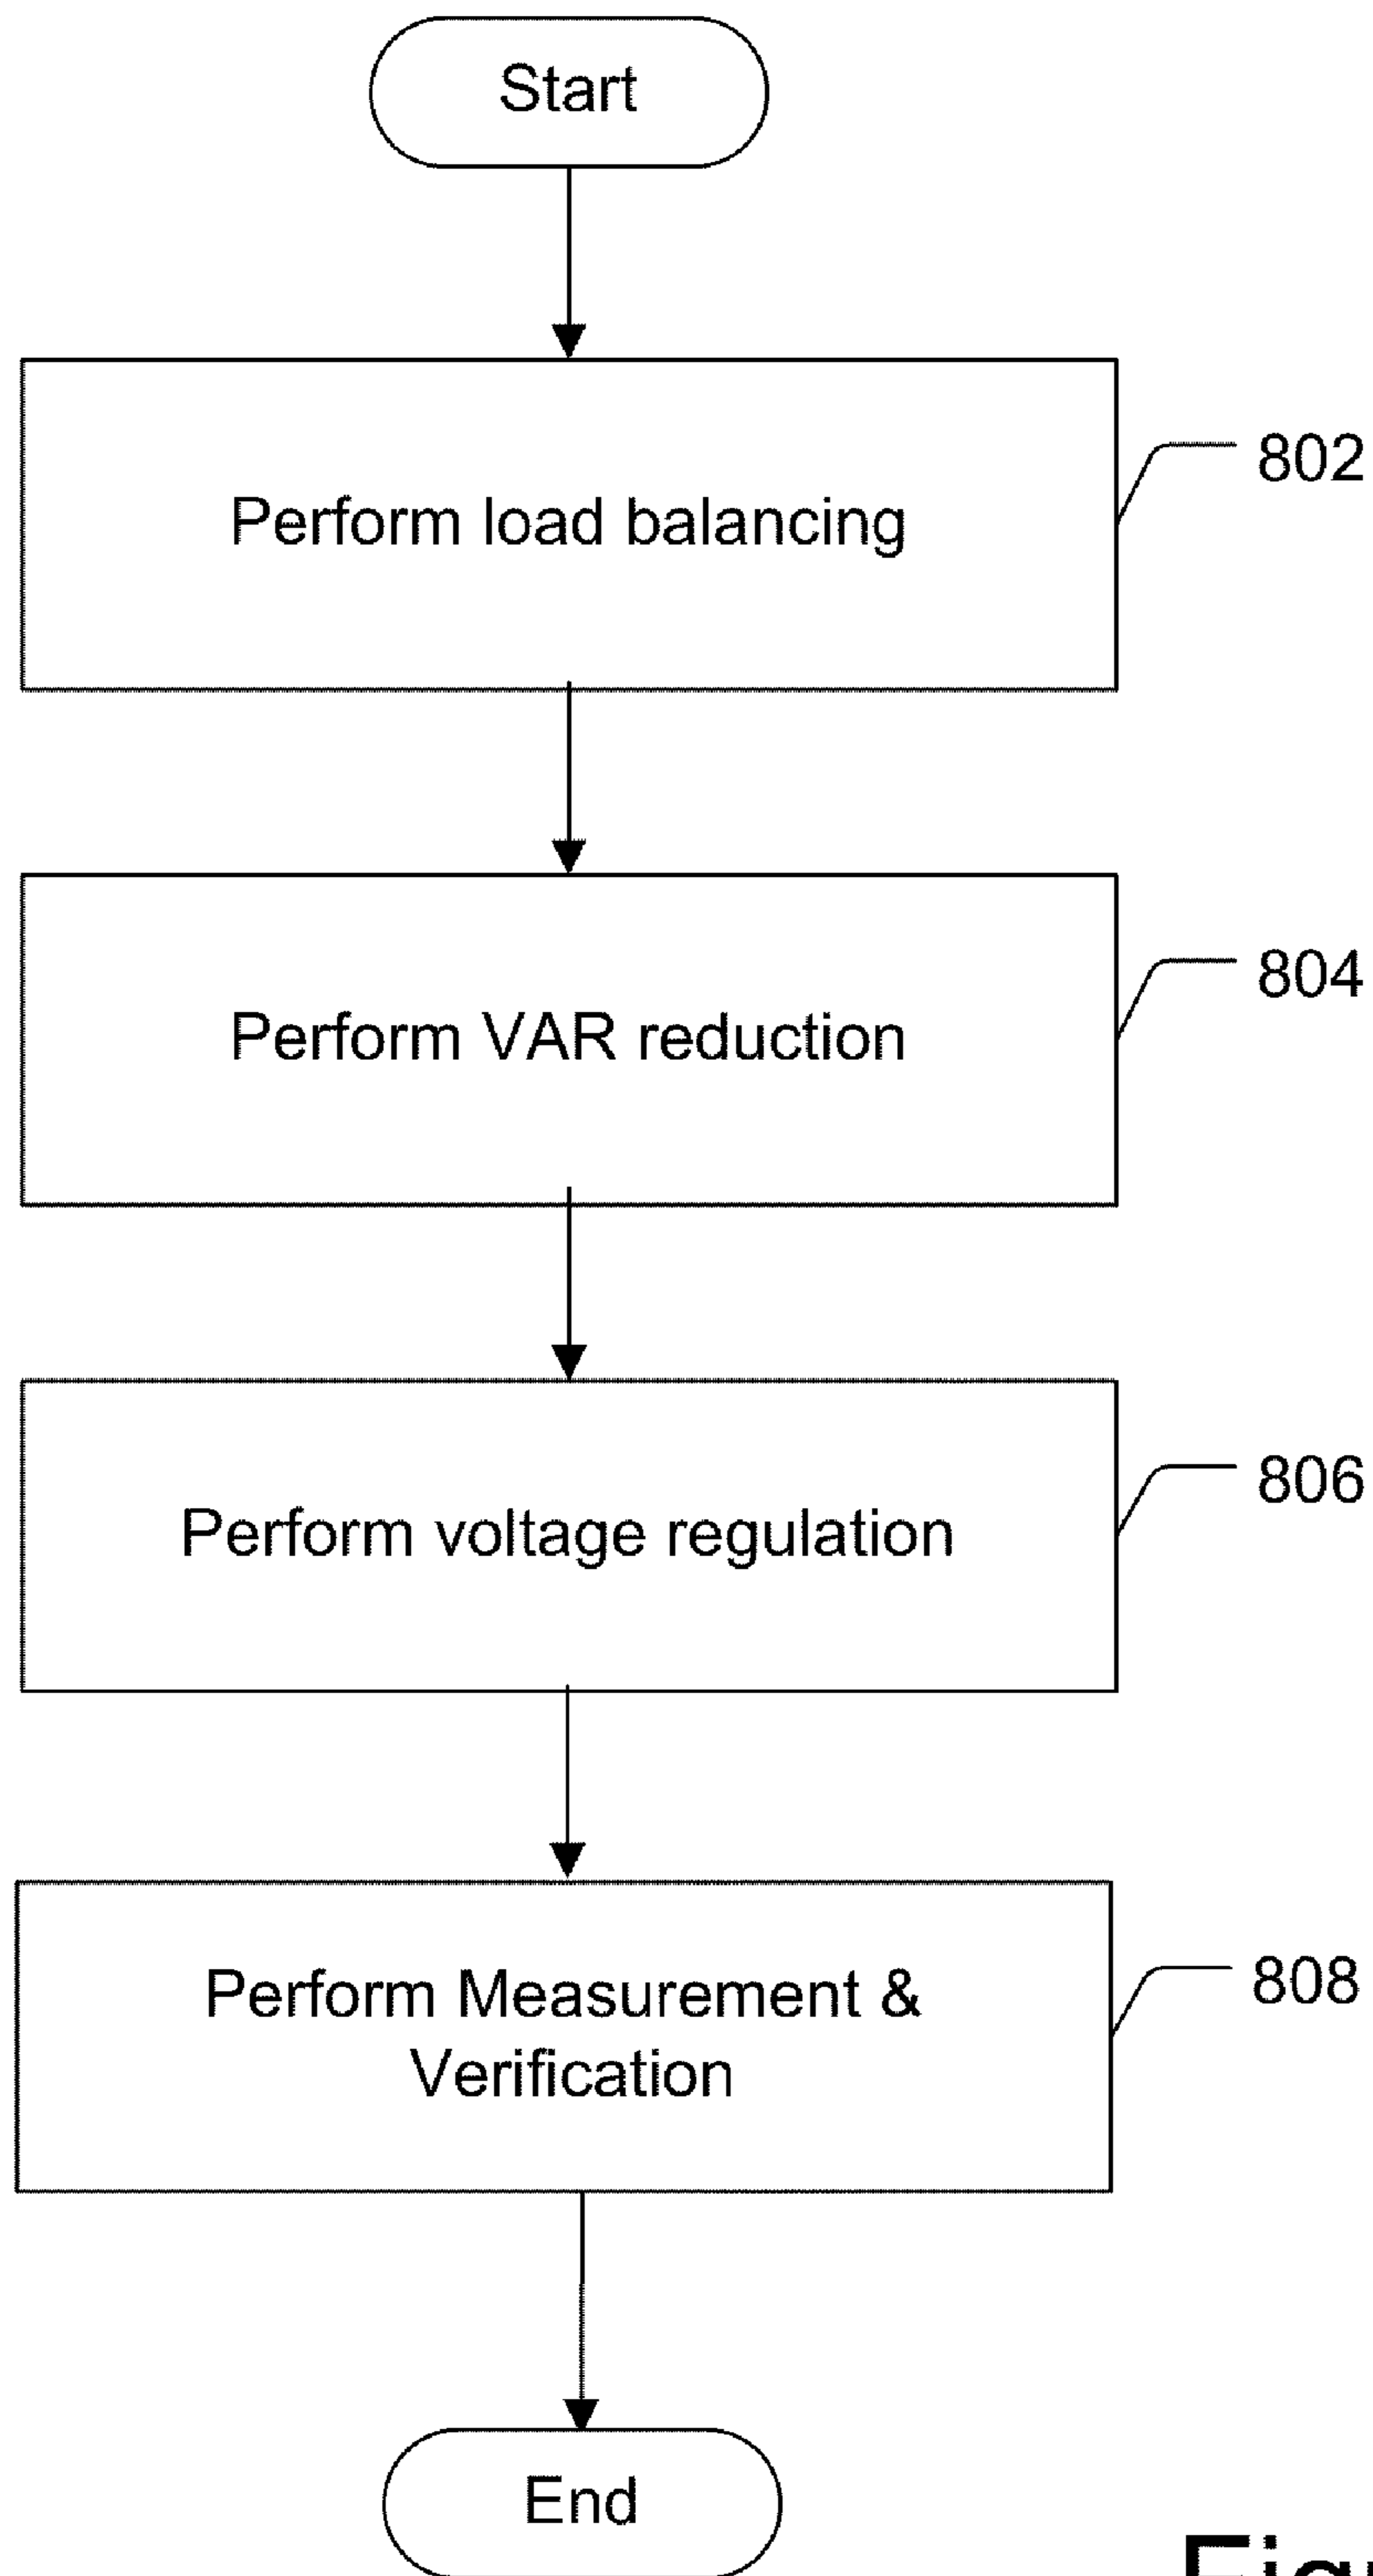 Start
Perform load balancing
802
Perform VAR reduction
804
Perform voltage regulation
806
Perform Measurement &
Verification
808
End